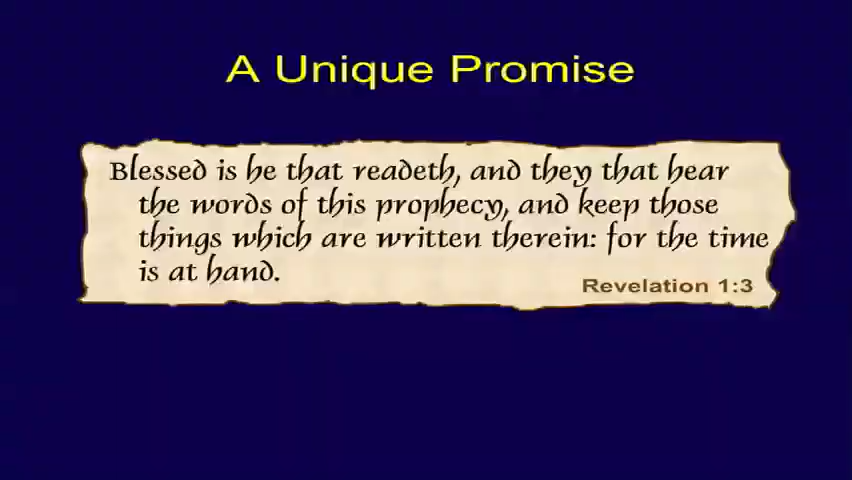 A Unique Promise
Blessed is he that readeth, and they that hear
the words of this prophecy, and keep those
things which are written therein: for the time
is at hand.
Revelation 1:3